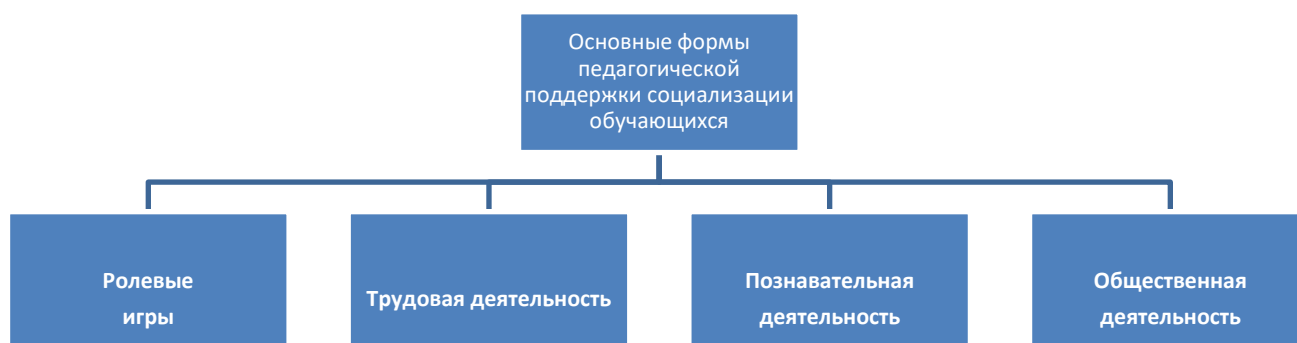 Основные формы
педагогической
поддержки социализации
обучающихся
Ролевые
игры
Трудовая деятельность
Познавательная
деятельность
Общественная
деятельность